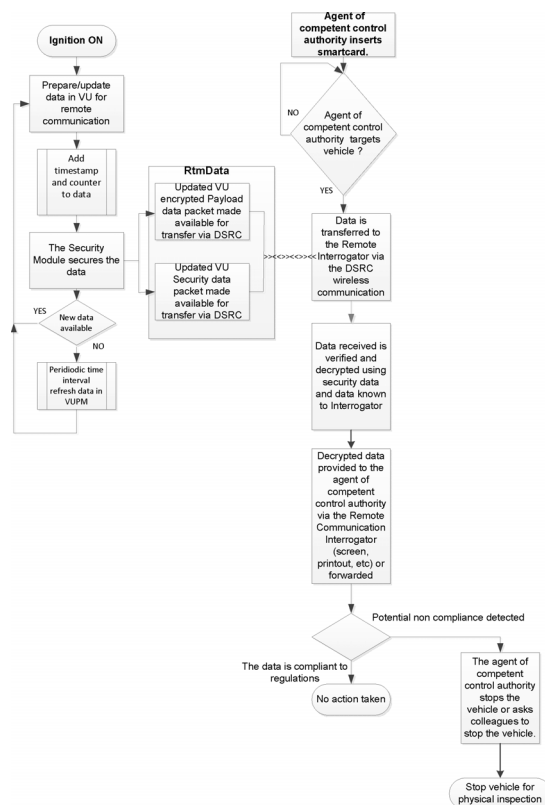 Ignition ON
Prepare/update
data in VU for
remote
communication
Add
timestamp
and counter
to data
The Security
Module secures the
data
YES
New data
available
NO
Peridiodic time
interval
refresh data in
VUPM
RtmData
Updated VU
encrypted Payload
data packet made
available for
transfer via DSRC
Updated VU
Security data
packet made
available for
transfer via DSRC
Agent of
competent control
authority inserts
smartcard.
NO
Agent of
competent control
authority targets
vehicle ?
YES
Data is
transferred to
the Remote
Interrogator via
the DSRC
wireless
communication
Data received is
verified and
decrypted using
security data
and data known
to Interrogator
Decrypted data
provided to the
agent of
competent
control authority
via the Remote
Communication
Interrogator
(screen,
printout, etc) or
forwarded
Potential non compliance detected
The data is compliant to
regulations
No action taken
The agent of
competent
control authority
stops the
vehicle or asks
colleagues to
stop the vehicle.
Stop vehicle for
physical inspection